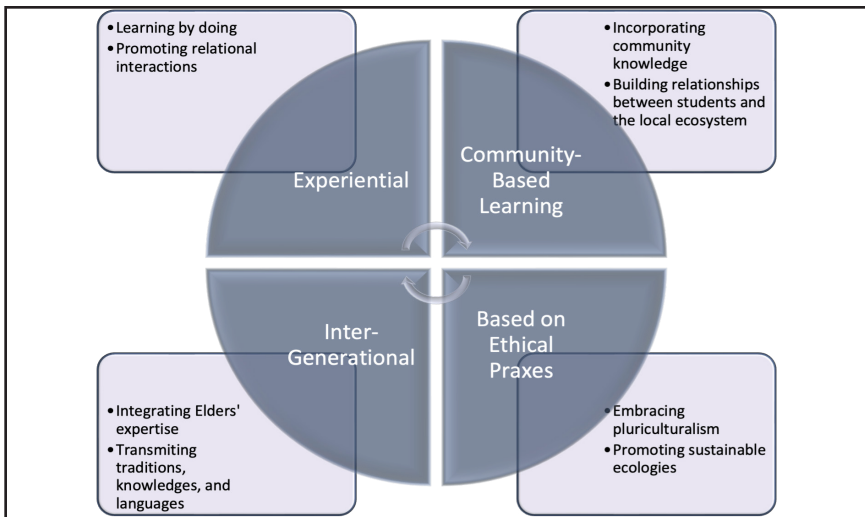 • Learning by doing
• Promoting relational
interactions
Experiential
• Incorporating
community
knowledge
• Building relationships
between students and
the local ecosystem
Community-
Based
Learning
Inter-
Generational
• Integrating Elders'
expertise
• Transmiting
traditions,
knowledges, and
languages
Based on
Ethical
Praxes
• Embracing
pluriculturalism
• Promoting sustainable
ecologies